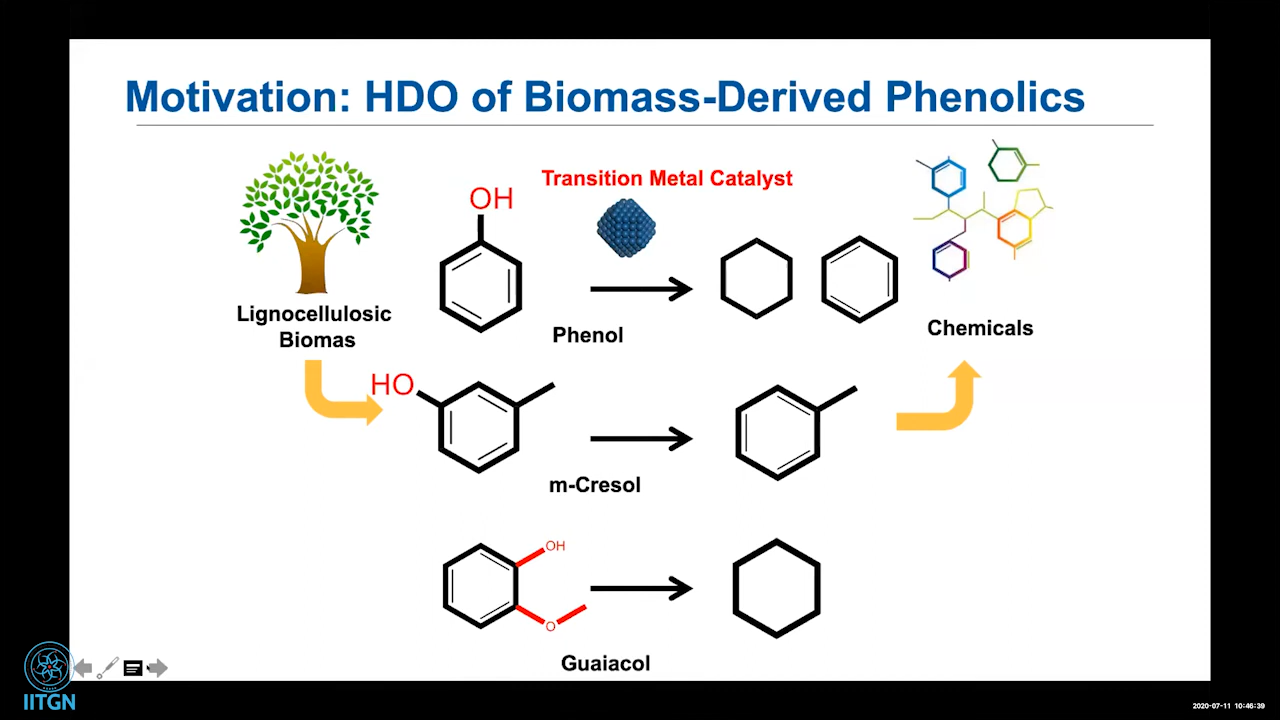 Motivation: HDO of Biomass-Derived Phenolics
Transition Metal Catalyst
OH
Lignocellulosic
Biomas
Phenol
Chemicals
HO
m-Cresol
OH
O
Guaiacol
IITGN
2020-07-11 10:46:39